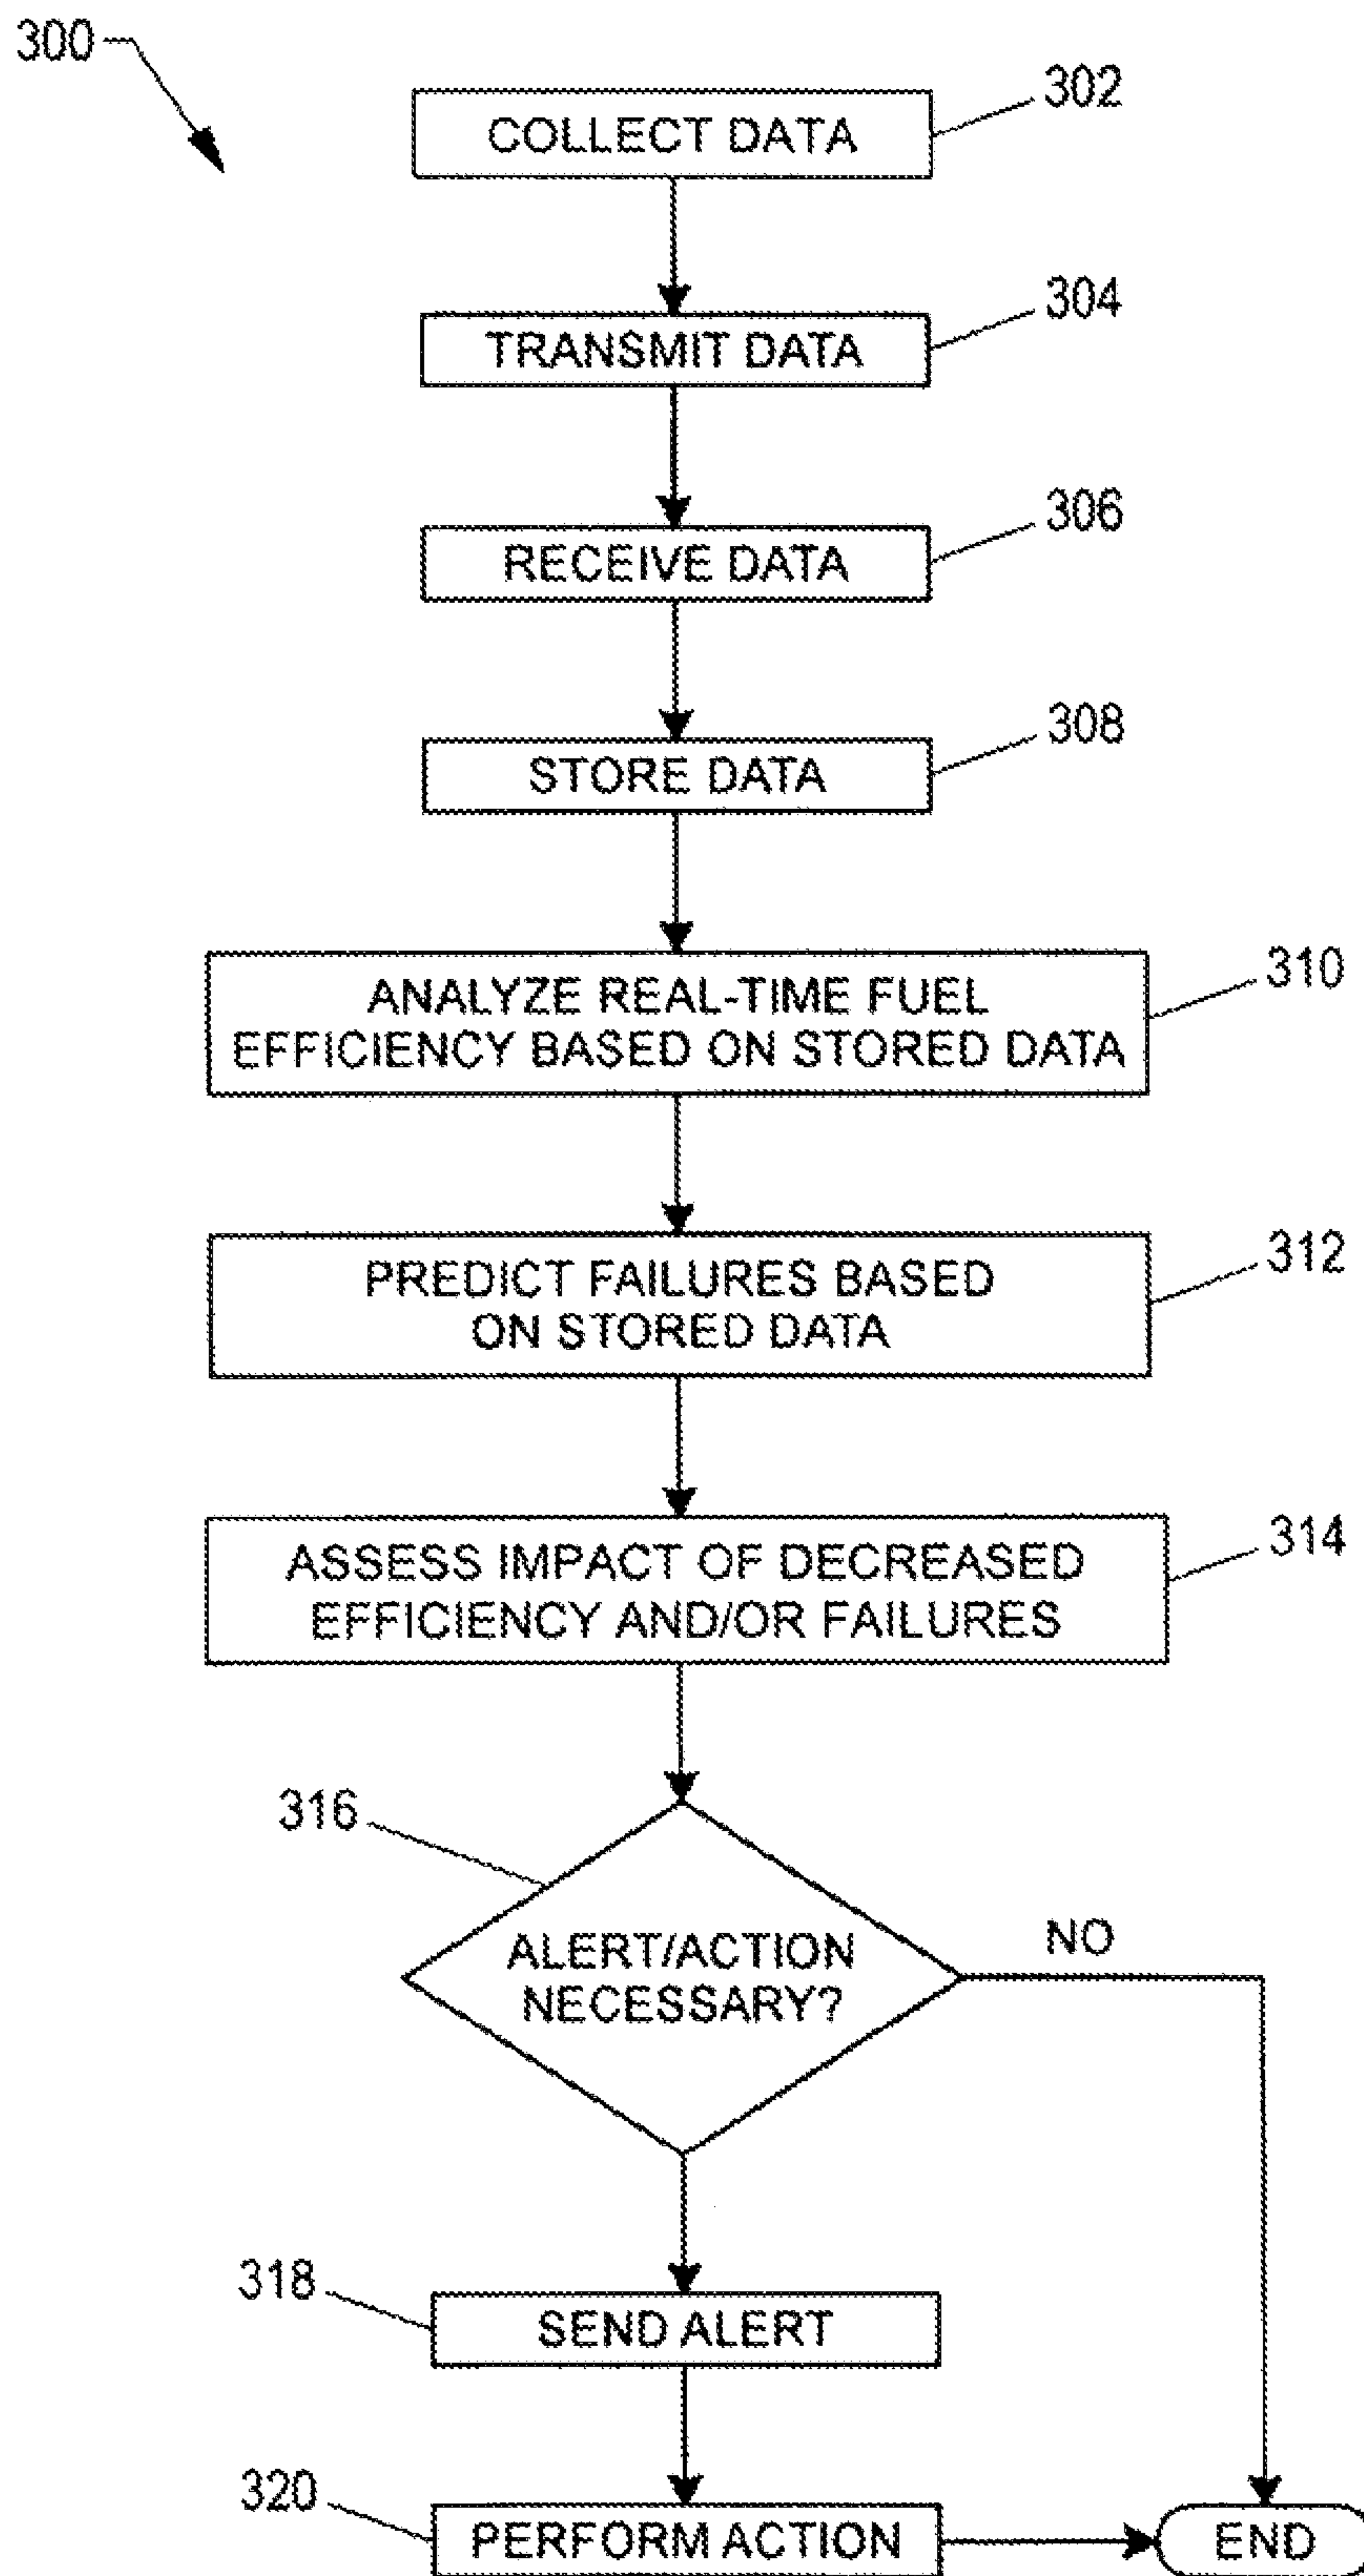 300
302
COLLECT DATA
304
TRANSMIT DATA
306
RECEIVE DATA
308
STORE DATA
310
ANALYZE REAL-TIME FUEL
EFFICIENCY BASED ON STORED DATA
312
PREDICT FAILURES BASED
ON STORED DATA
314
ASSESS IMPACT OF DECREASED
EFFICIENCY AND/OR FAILURES
316
ALERT/ACTION
NECESSARY?
NO
318
SEND ALERT
320
PERFORM ACTION
END